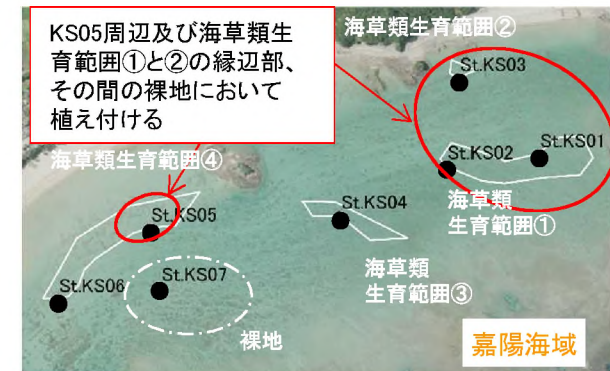 KS05周辺及び海草類生
育範囲①と②の縁辺部、
その間の裸地において
植え付ける
海草類生育範囲②
St.KS03
St.KS01
St.KS02
海草類
生育範囲①
海草類生育範囲④
St.KS05
St.KS04
海草類
生育範囲③
St.KS06
St.KS07
裸地
嘉陽海域